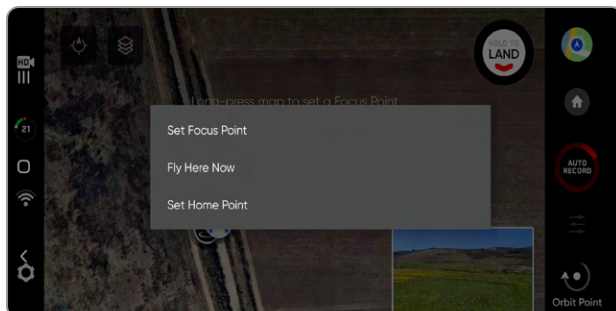 HD
HOLD TO
LAND
Long-press map to set a Focus Point
21
Set Focus Point
Fly Here Now
Set Home Point
AUTO
RECORD
Orbit Point